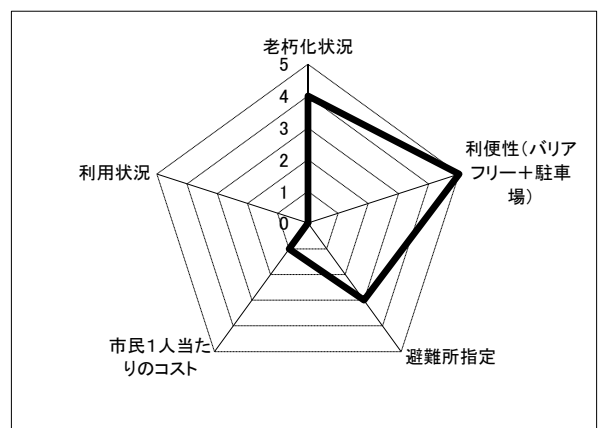 老朽化状況
5
4
3
2
1
0
利便性(バリア
フリー+駐車
場)
利用状況
市民1人当た
りのコスト
避難所指定